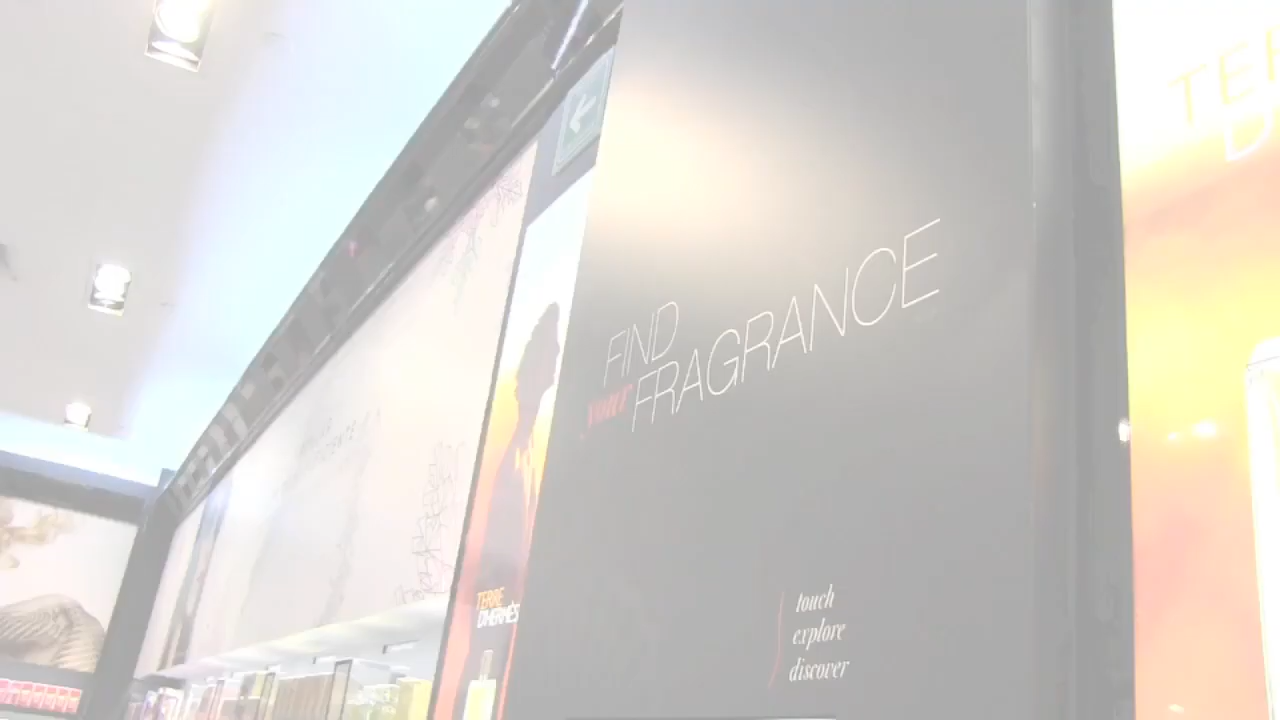 FIND
your FRAGRANCE
touch
explore
discover
TERRE
D'HERMÈS